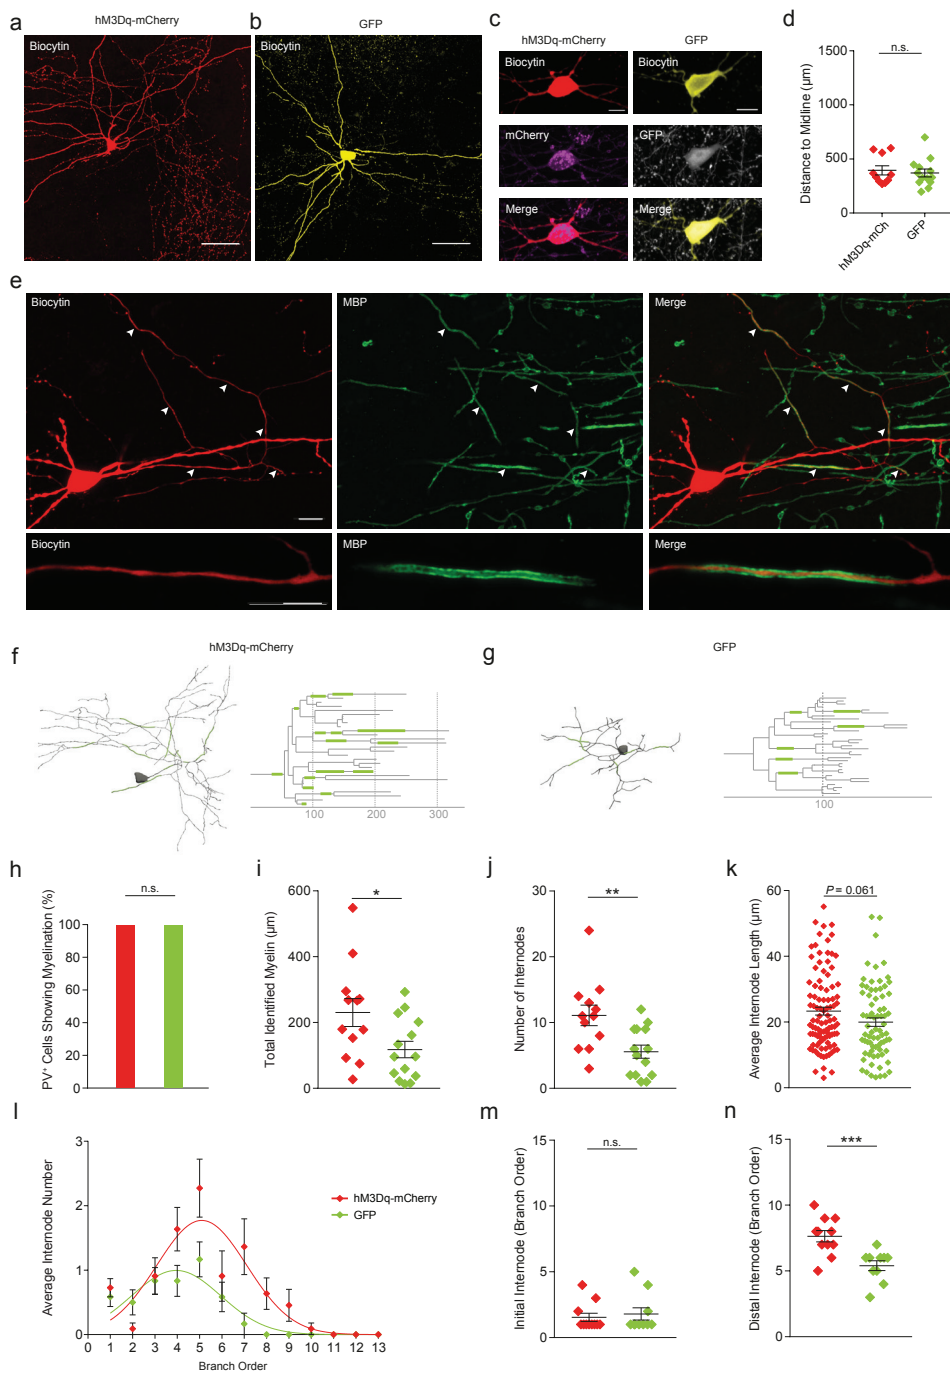 a
hM3Dq-mCherry
Biocytin
b
GFP
Biocytin
c
hM3Dq-mCherry
GFP
Biocytin
Biocytin
mCherry
GFP
Merge
Merge
d
n.s.
Distance to Midline (µm)
1500
1000
500
0
hM3Dq-mCh
GFP
e
Biocytin
MBP
Merge
Biocytin
MBP
Merge
f
hM3Dq-mCherry
100
200
300
g
GFP
100
h
n.s.
PV⁺ Cells Showing Myelination (%)
100
80
60
40
20
0
i
*
Total Identified Myelin (µm)
600
400
200
0
j
**
Number of Internodes
30
20
10
0
k
P = 0.061
Average Internode Length (µm)
60
40
20
0
l
Average Internode Number
3
2
1
0
0 1 2 3 4 5 6 7 8 9 10 11 12 13
Branch Order
hM3Dq-mCherry
GFP
m
n.s.
Initial Internode (Branch Order)
15
10
5
0
n
***
Distal Internode (Branch Order)
15
10
5
0